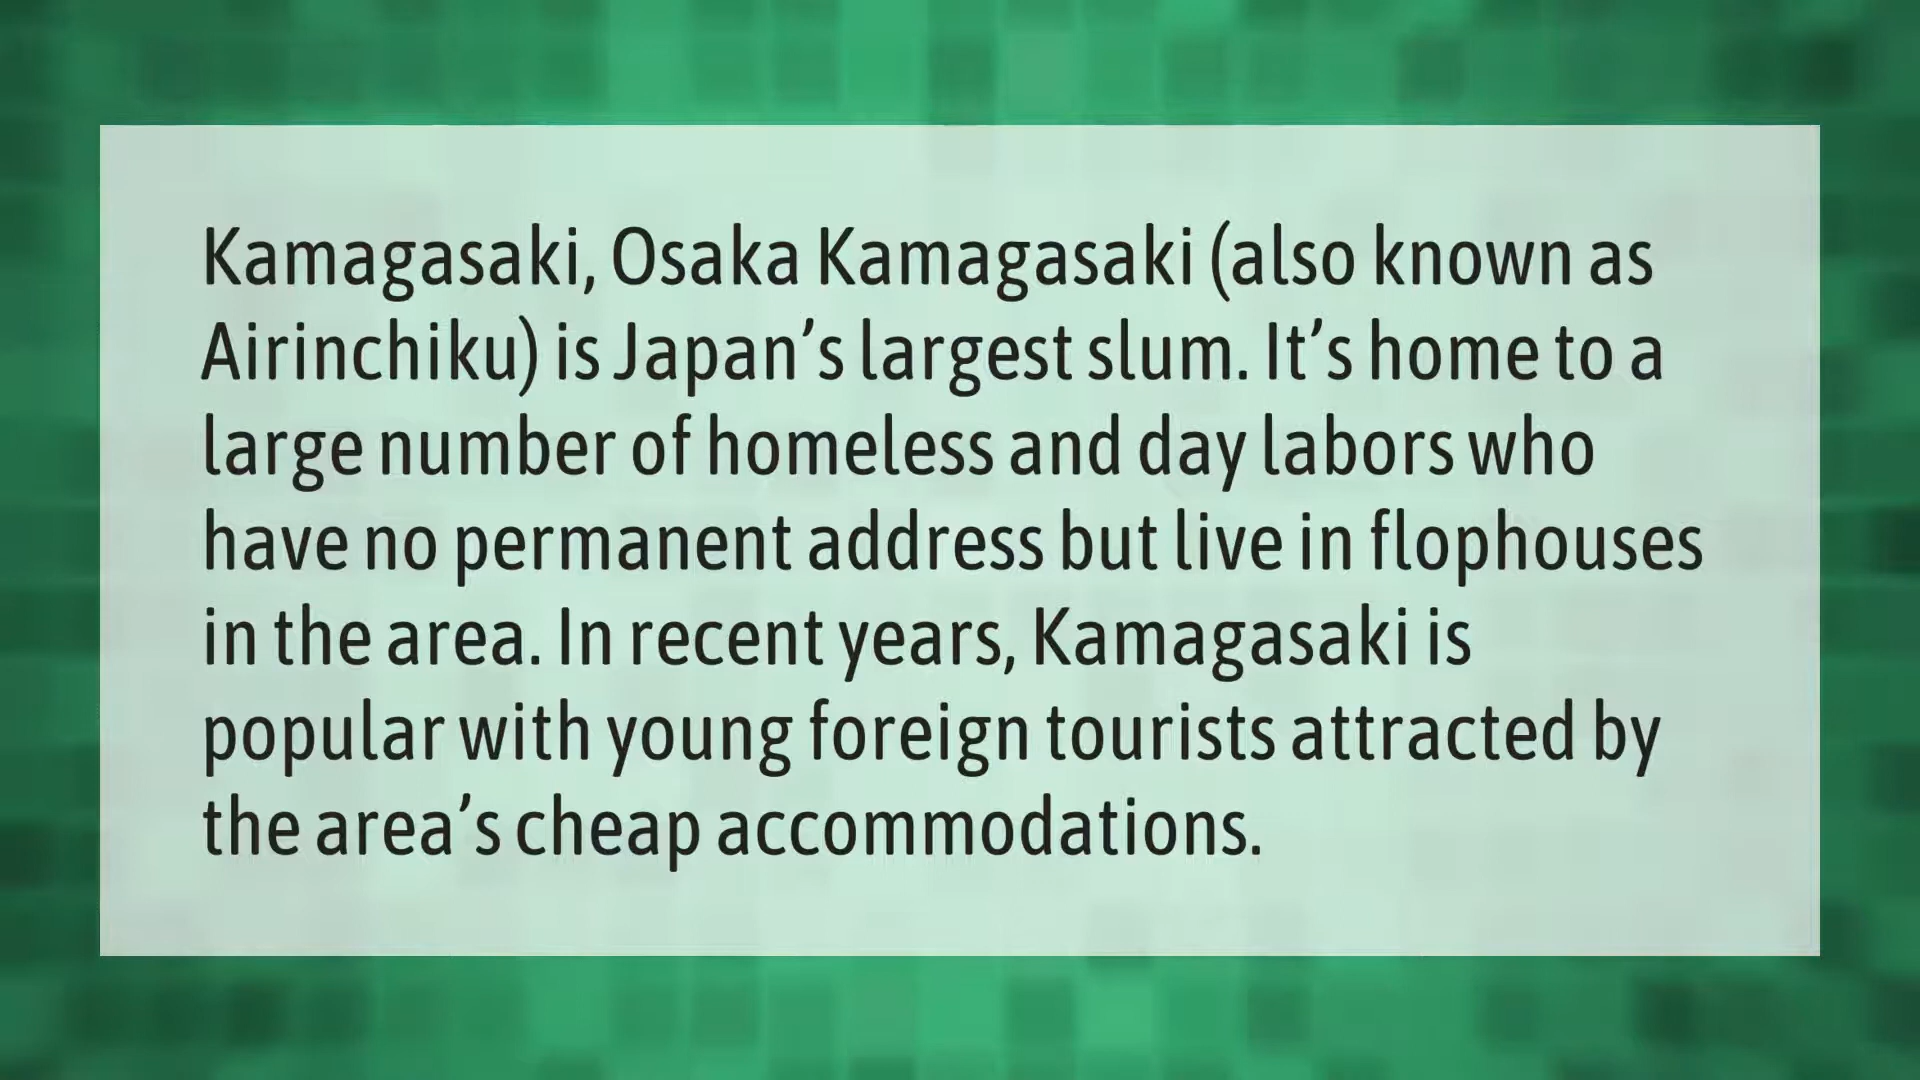 Kamagasaki, Osaka Kamagasaki (also known as
Airinchiku) is Japan’s largest slum. It’s home to a
large number of homeless and day labors who
have no permanent address but live in flophouses
in the area. In recent years, Kamagasaki is
popular with young foreign tourists attracted by
the area’s cheap accommodations.